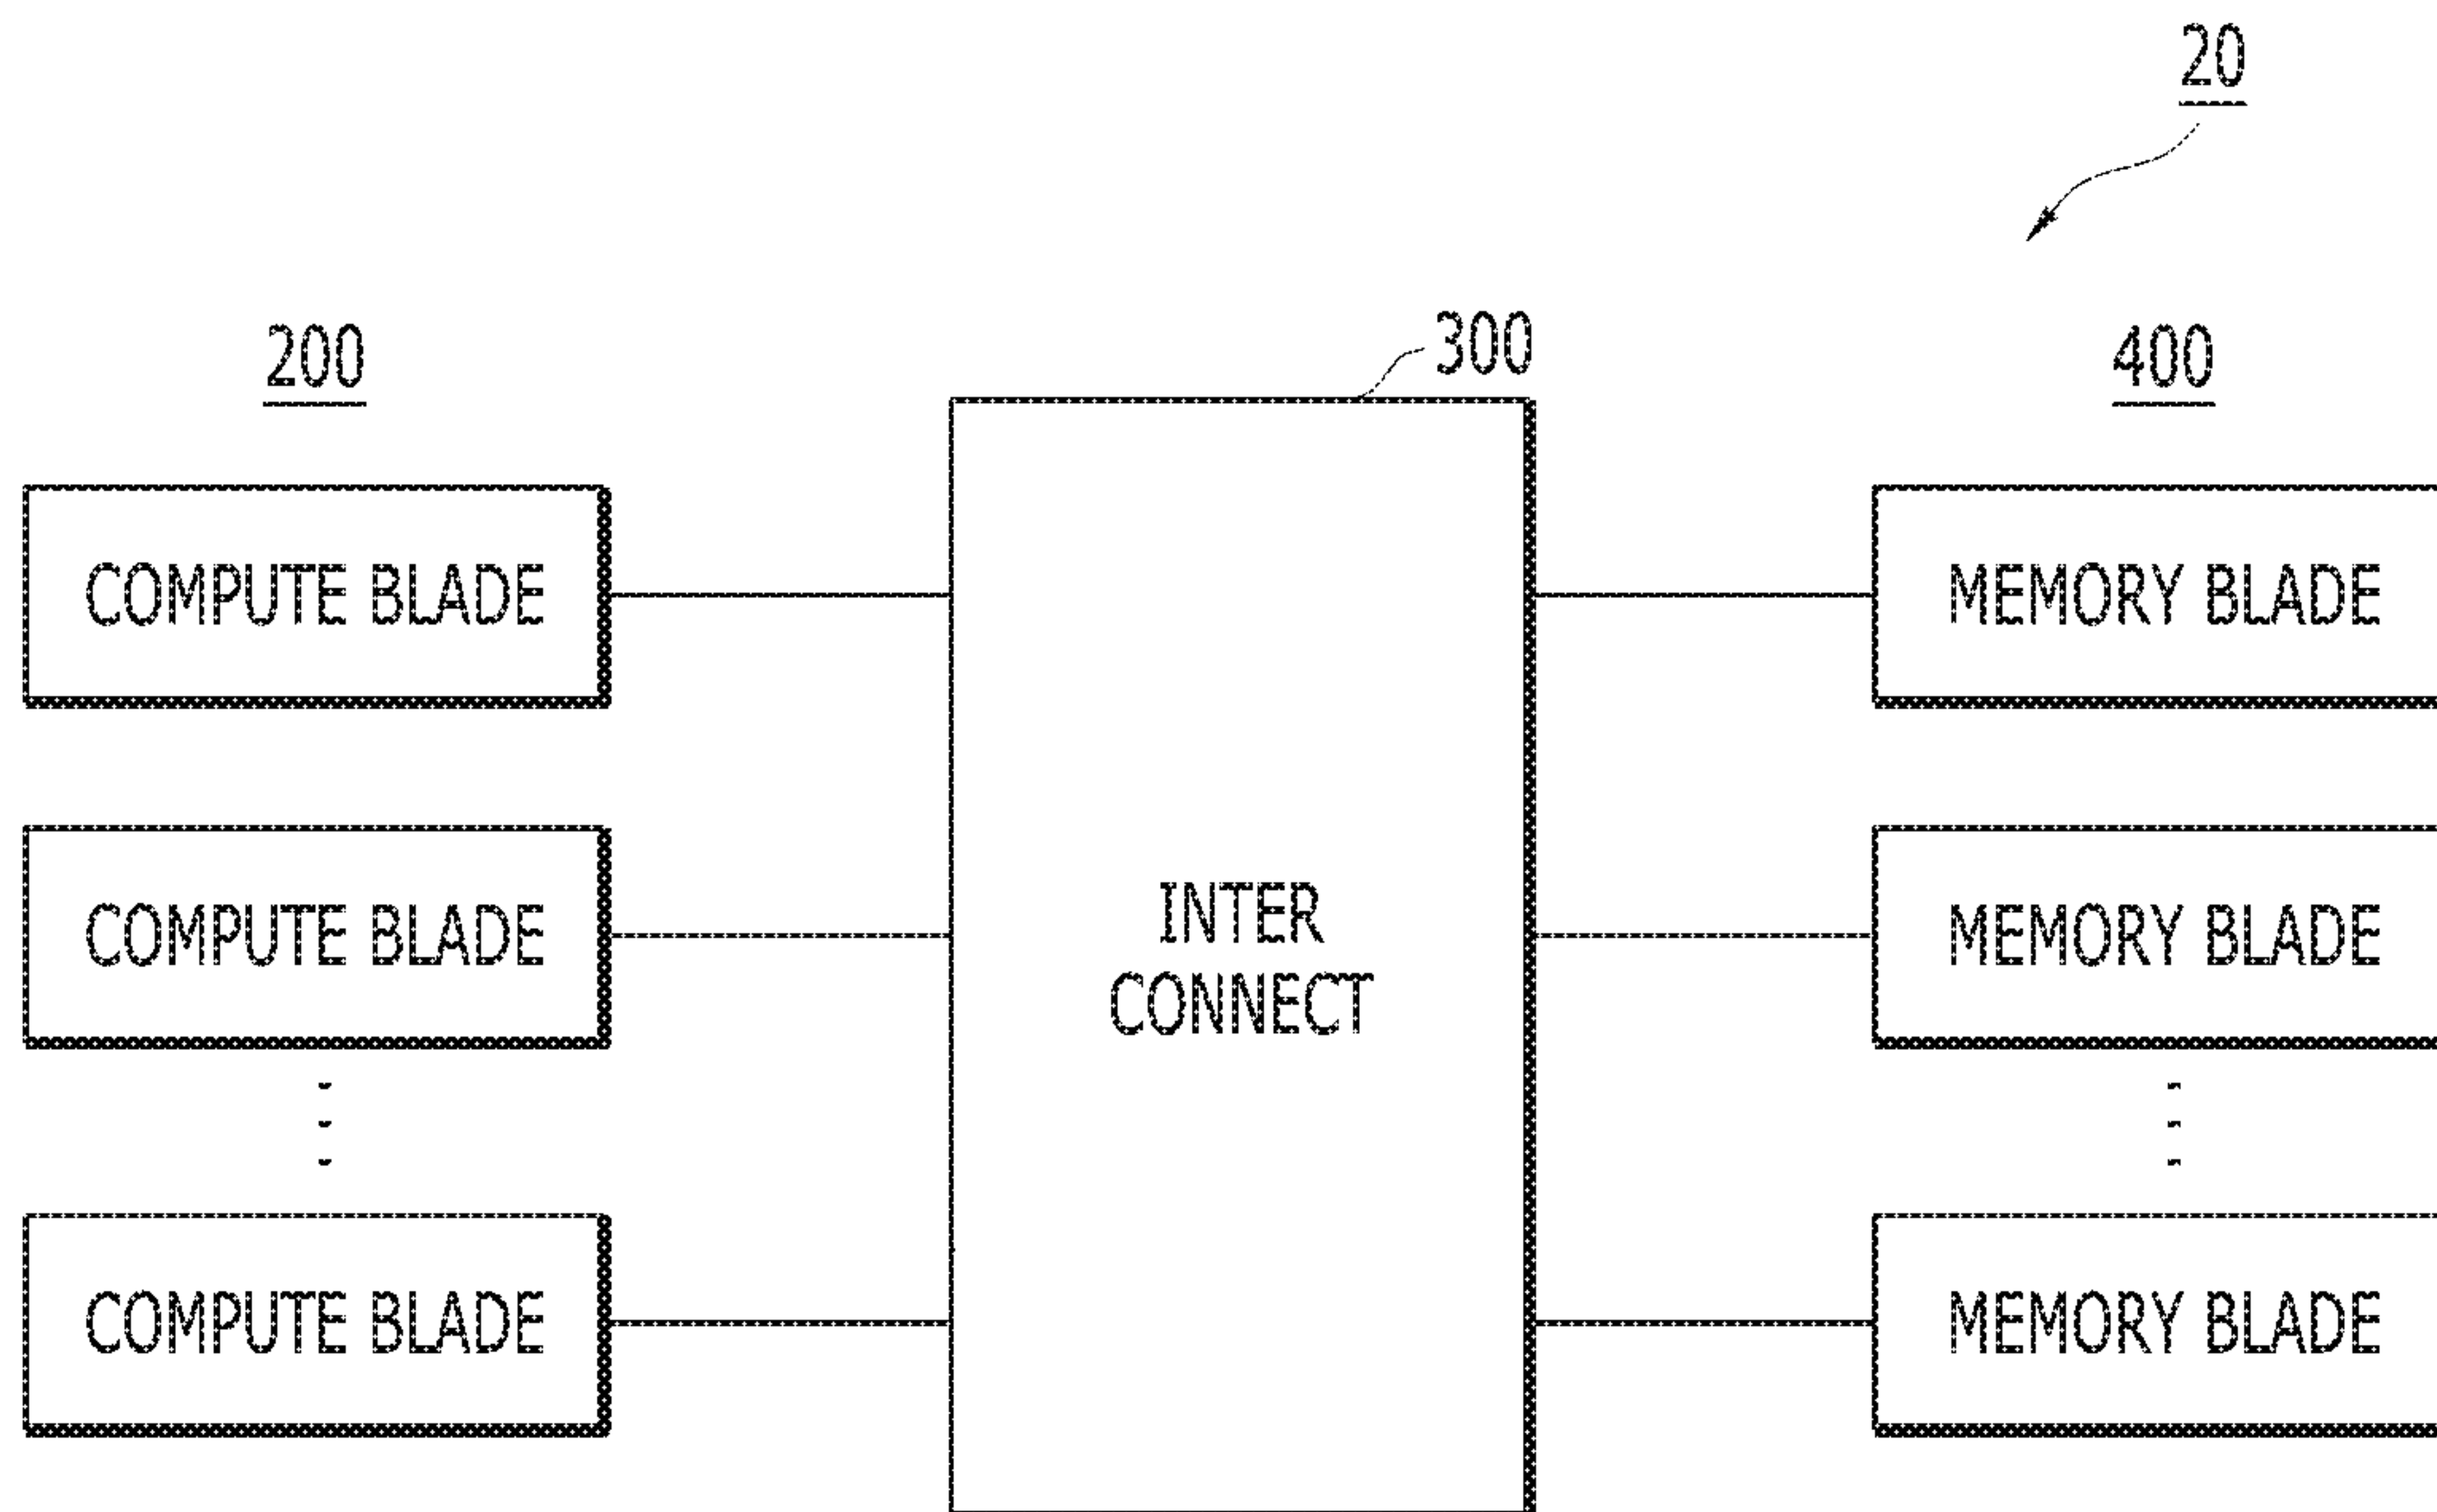 20
200
300
400
COMPUTE BLADE
MEMORY BLADE
COMPUTE BLADE
INTER
CONNECT
MEMORY BLADE
COMPUTE BLADE
MEMORY BLADE